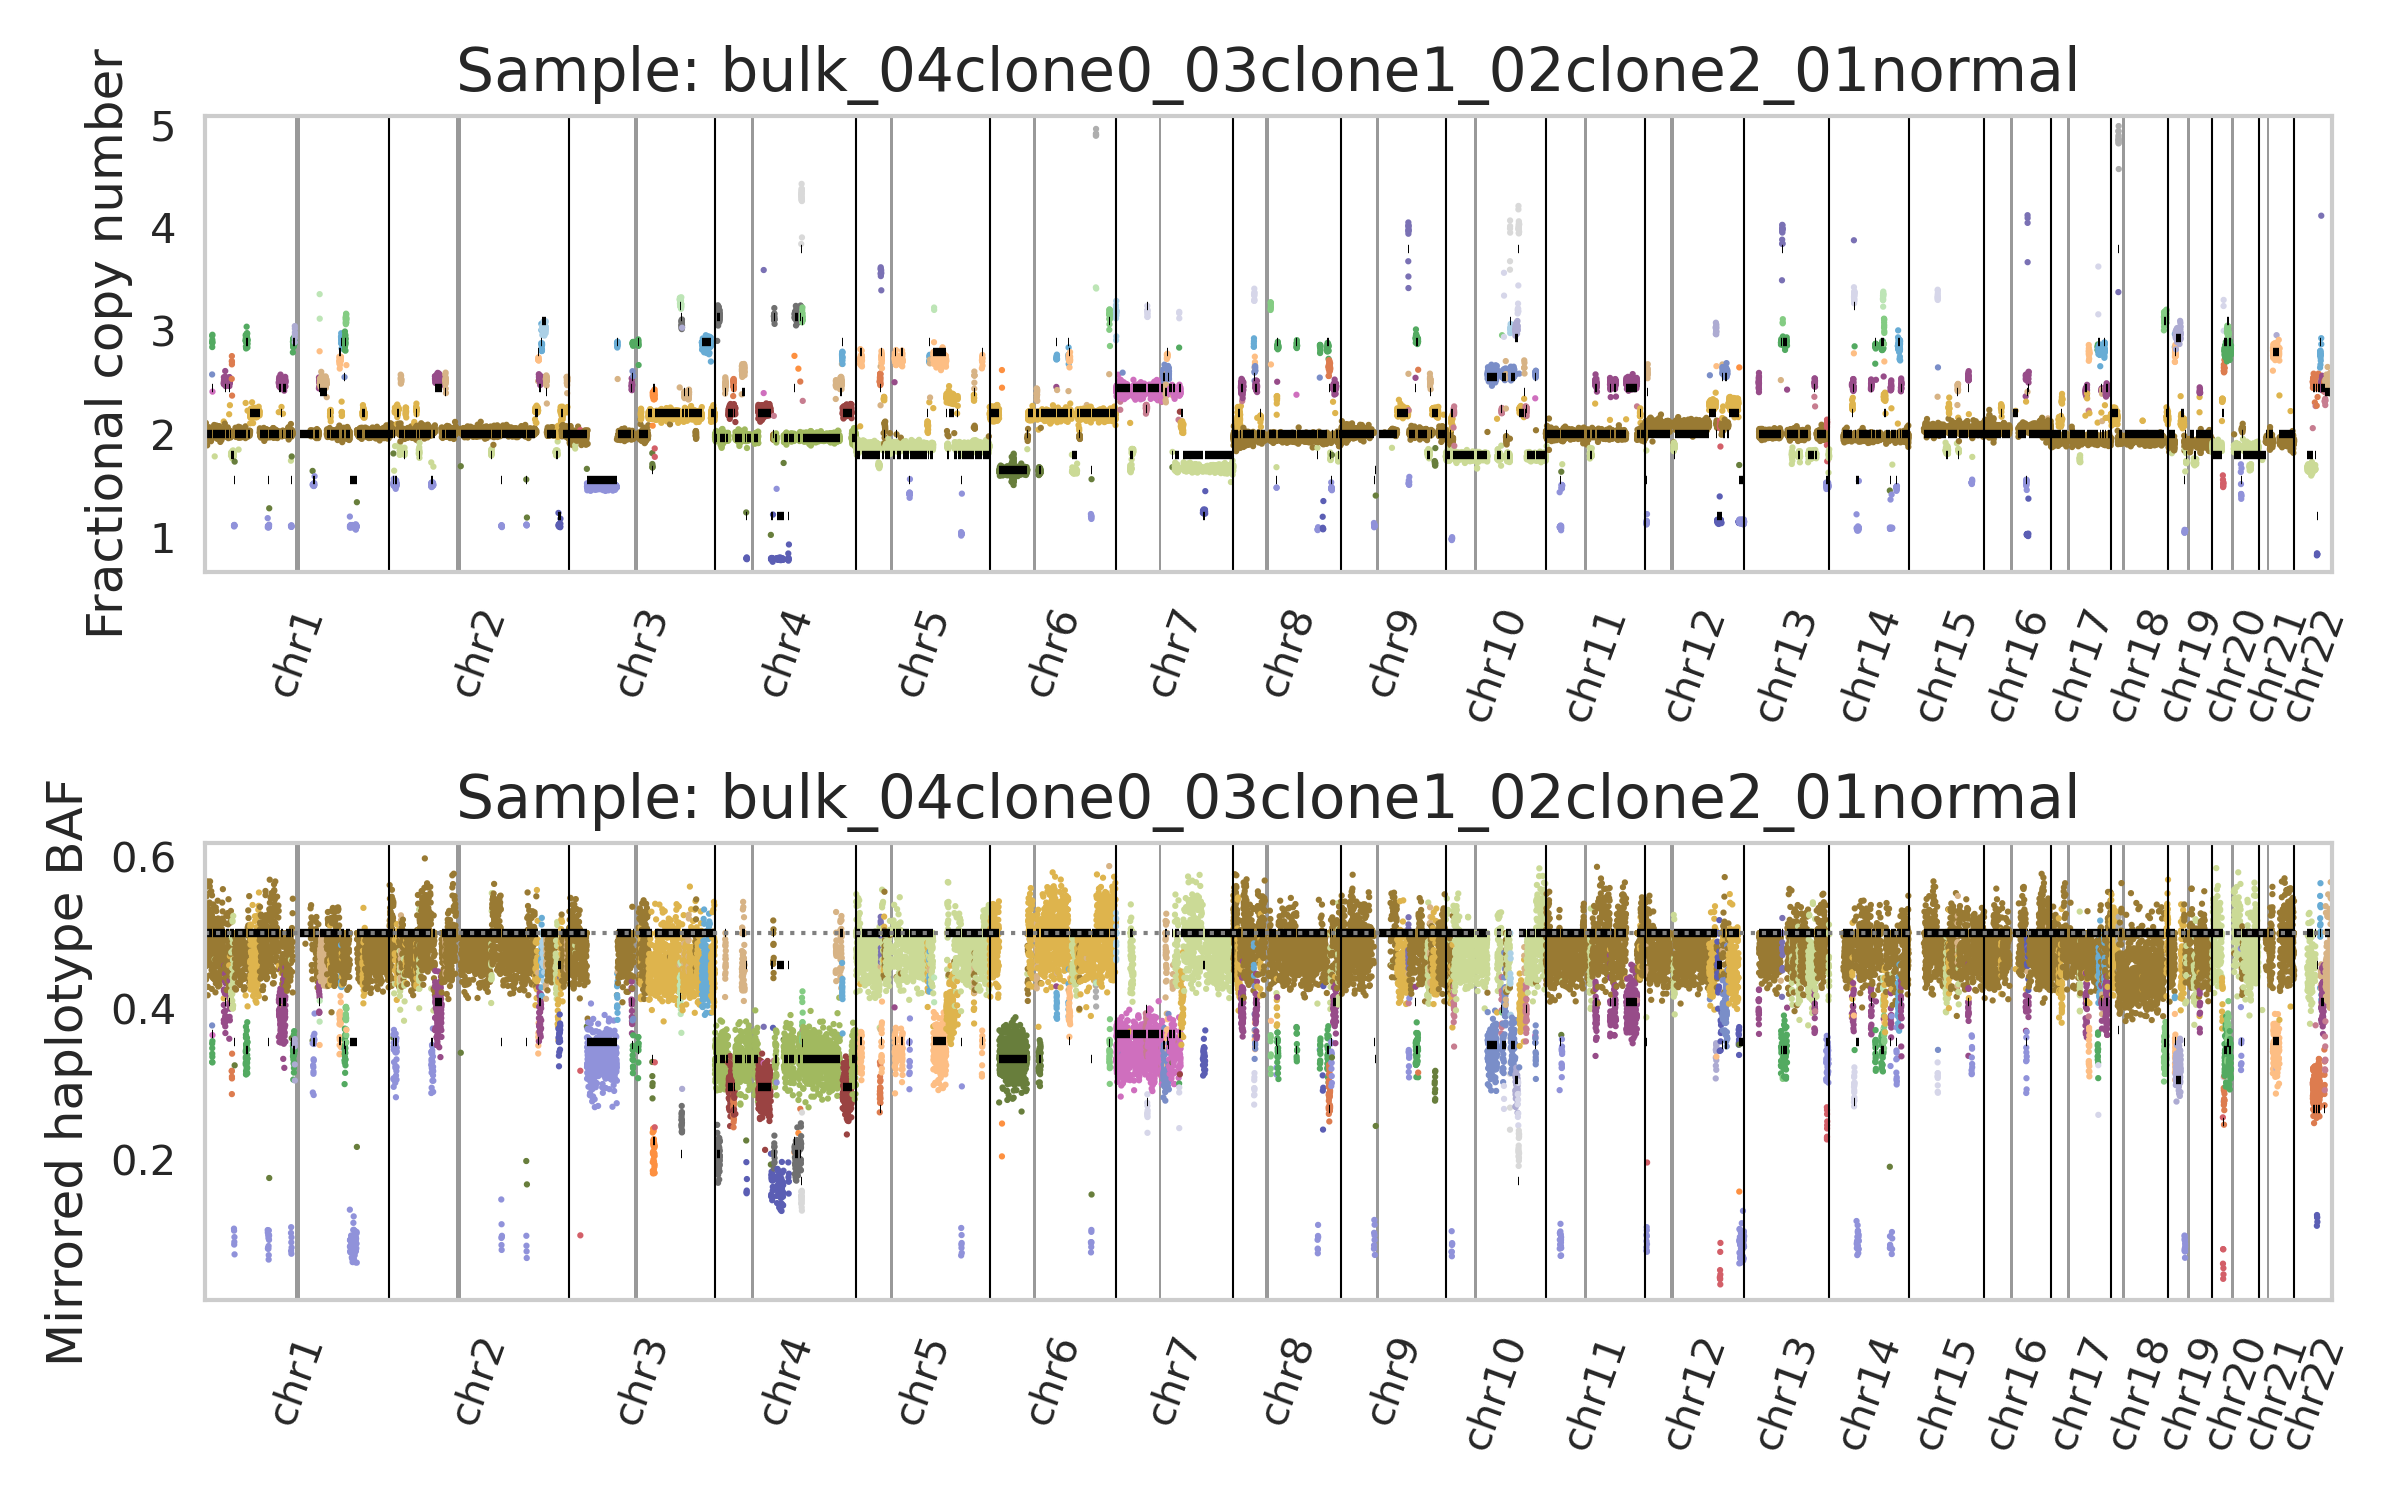 Sample: bulk_04clone0_03clone1_02clone2_01normal
Fractional copy number
5
4
3
2
1
chr1
chr2
chr3
chr4
chr5
chr6
chr7
chr8
chr9
chr10
chr11
chr12
chr13
chr14
chr15
chr16
chr17
chr18
chr19
chr20
chr21
chr22
Sample: bulk_04clone0_03clone1_02clone2_01normal
Mirrored haplotype BAF
0.6
0.4
0.2
chr1
chr2
chr3
chr4
chr5
chr6
chr7
chr8
chr9
chr10
chr11
chr12
chr13
chr14
chr15
chr16
chr17
chr18
chr19
chr20
chr21
chr22